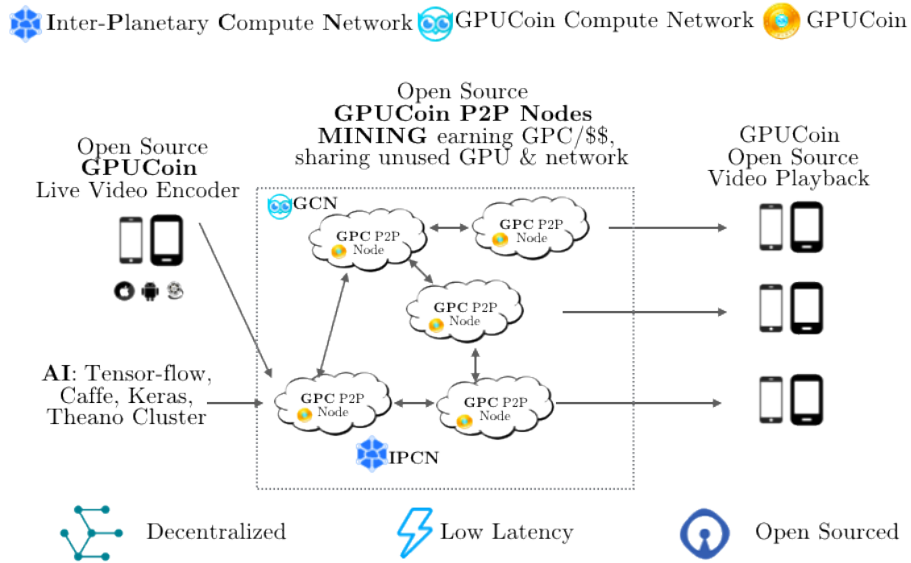 Inter-Planetary Compute Network GPUCoin Compute Network GPUCoin
Open Source
GPUCoin P2P Nodes
MINING earning GPC/$$,
sharing unused GPU & network
Open Source
GPUCoin
Live Video Encoder
GPUCoin
Open Source
Video Playback
GCN
GPC P2P
Node
GPC P2P
Node
GPC P2P
Node
AI: Tensor-flow,
Caffe, Keras,
Theano Cluster
GPC P2P
Node
GPC P2P
Node
IPCN
Decentralized
Low Latency
Open Sourced